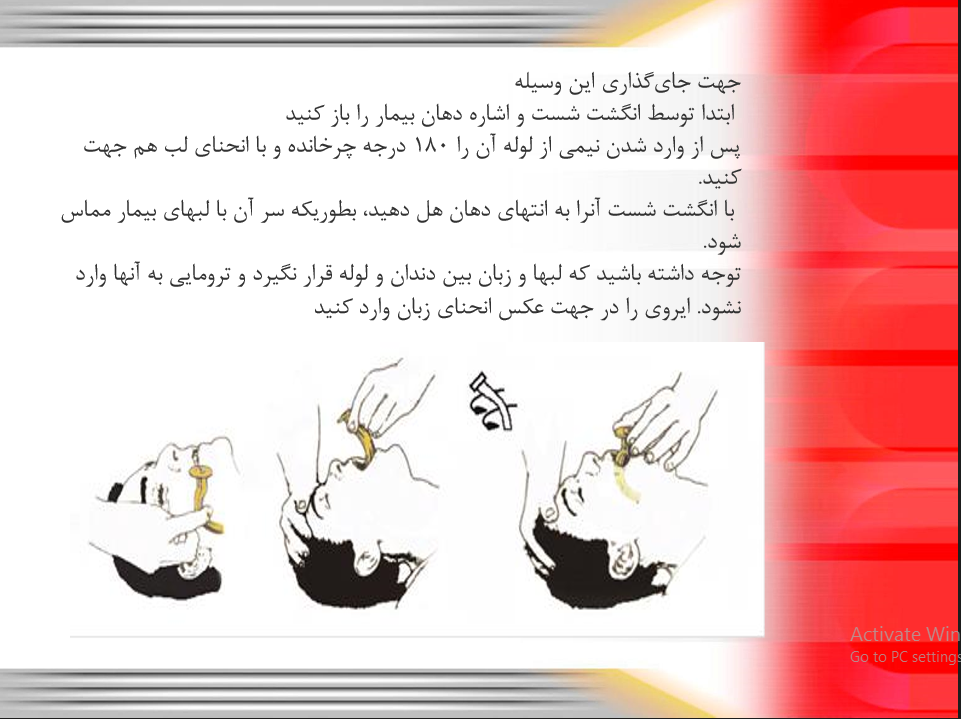 جهت جای‌گذاری این وسیله
ابتدا توسط انگشت شست و اشاره دهان بیمار را باز کنید
پس از وارد شدن نیمی از لوله آن را ۱۸۰ درجه چرخانده و با انحنای لب هم جهت
کنید.
با انگشت شست آنرا به انتهای دهان هل دهید، بطوریکه سر آن با لبهای بیمار مماس
شود.
توجه داشته باشید که لبها و زبان بین دندان و لوله قرار نگیرد و ترومایی به آنها وارد
نشود. ایروی را در جهت عکس انحنای زبان وارد کنید
Activate Win
Go to PC settings